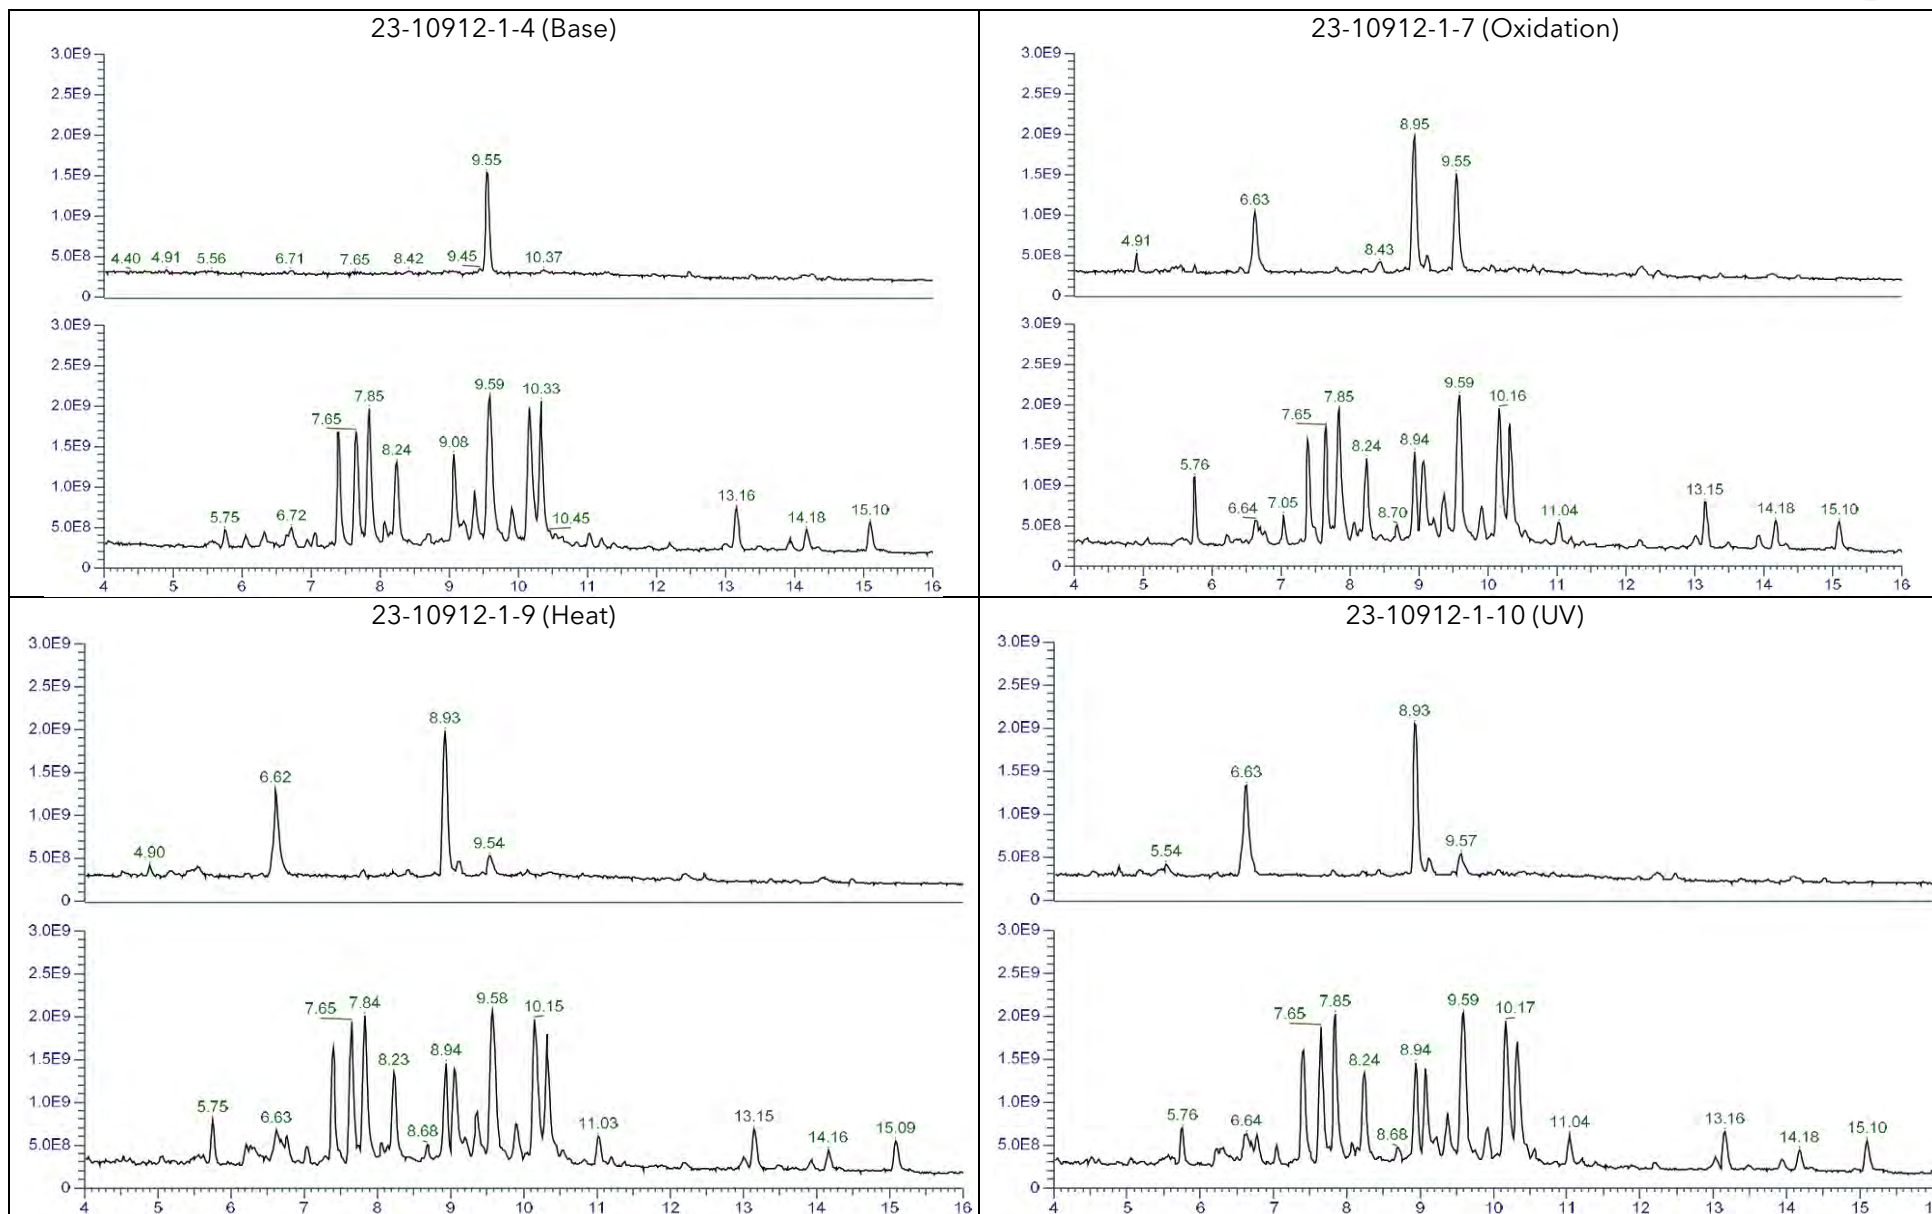 23-10912-1-4 (Base)
3.0E9
2.5E9
2.0E9
1.5E9
1.0E9
5.0E8
0
4.40 4.91 5.56 6.71 7.65 8.42 9.45 9.55 10.37
3.0E9
2.5E9
2.0E9
1.5E9
1.0E9
5.0E8
0
5.75 6.72 7.65 7.85 8.24 9.08 9.59 10.33 10.45 13.16 14.18 15.10
4 5 6 7 8 9 10 11 12 13 14 15 16
23-10912-1-7 (Oxidation)
3.0E9
2.5E9
2.0E9
1.5E9
1.0E9
5.0E8
0
4.91 6.63 8.43 8.95 9.55
3.0E9
2.5E9
2.0E9
1.5E9
1.0E9
5.0E8
0
5.76 6.64 7.05 7.65 7.85 8.24 8.70 8.94 9.59 10.16 11.04 13.15 14.18 15.10
4 5 6 7 8 9 10 11 12 13 14 15 16
23-10912-1-9 (Heat)
3.0E9
2.5E9
2.0E9
1.5E9
1.0E9
5.0E8
0
4.90 6.62 8.93 9.54
3.0E9
2.5E9
2.0E9
1.5E9
1.0E9
5.0E8
0
5.75 6.63 7.65 7.84 8.23 8.68 8.94 9.58 10.15 11.03 13.15 14.16 15.09
4 5 6 7 8 9 10 11 12 13 14 15 16
23-10912-1-10 (UV)
3.0E9
2.5E9
2.0E9
1.5E9
1.0E9
5.0E8
0
5.54 6.63 8.93 9.57
3.0E9
2.5E9
2.0E9
1.5E9
1.0E9
5.0E8
0
5.76 6.64 7.65 7.85 8.24 8.68 8.94 9.59 10.17 11.04 13.16 14.18 15.10
4 5 6 7 8 9 10 11 12 13 14 15